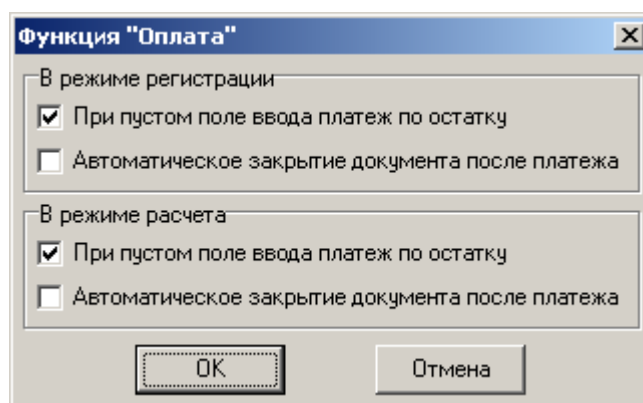 Функция "Оплата"
В режиме регистрации
При пустом поле ввода платеж по остатку
Автоматическое закрытие документа после платежа
В режиме расчета
При пустом поле ввода платеж по остатку
Автоматическое закрытие документа после платежа
OK
Отмена